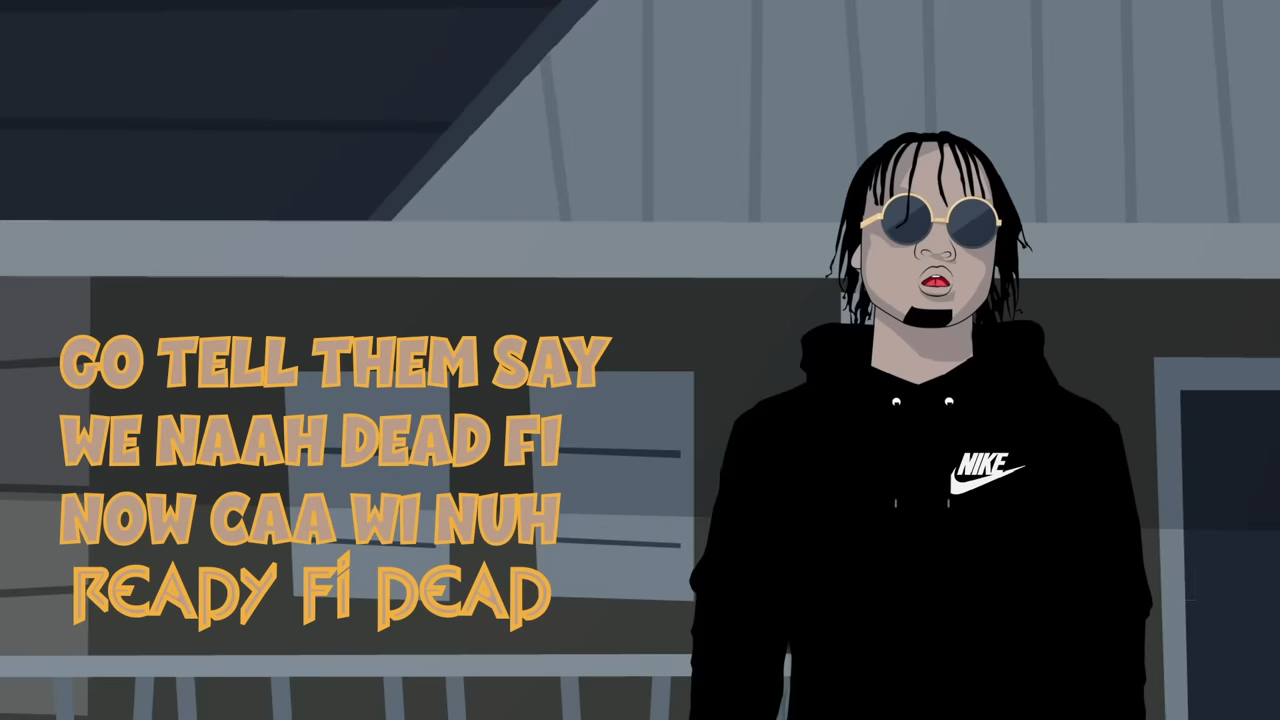 GO TELL THEM SAY
WE NAAH DEAD FI
NOW CAA WI NUH
READY FI DEAD
NIKE